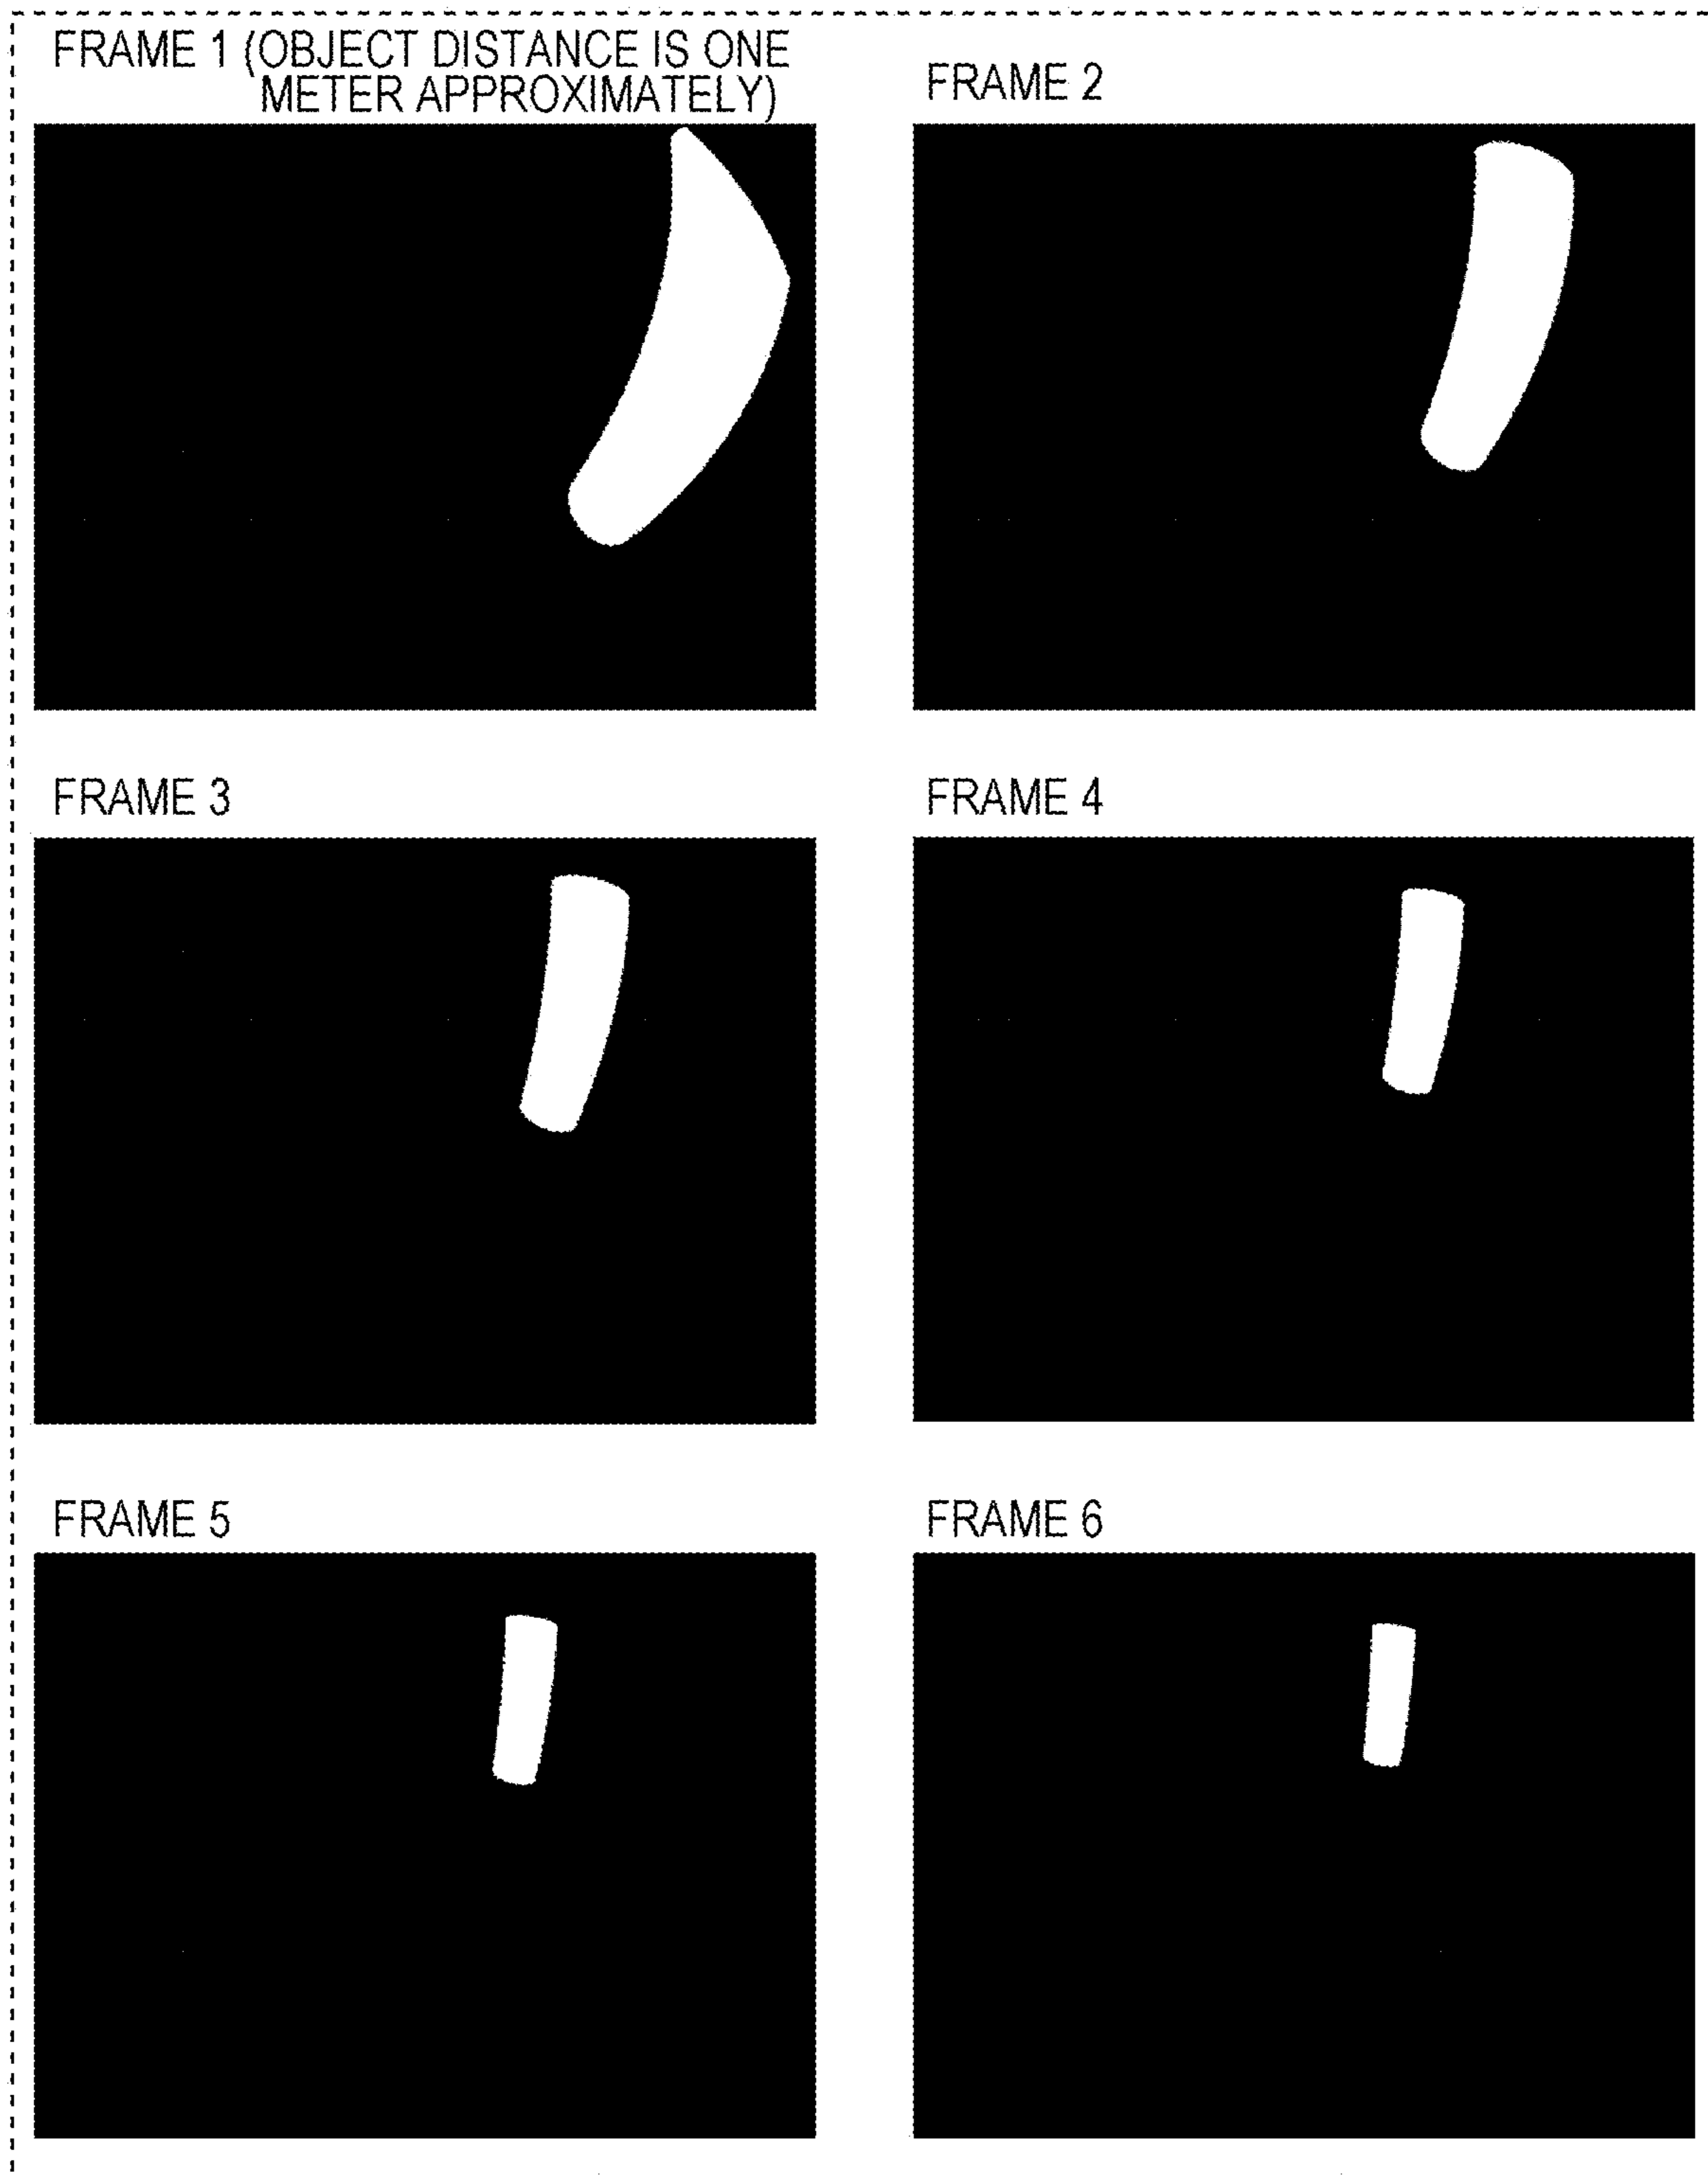 FRAME 1 (OBJECT DISTANCE IS ONE
METER APPROXIMATELY)
FRAME 2
FRAME 3
FRAME 4
FRAME 5
FRAME 6